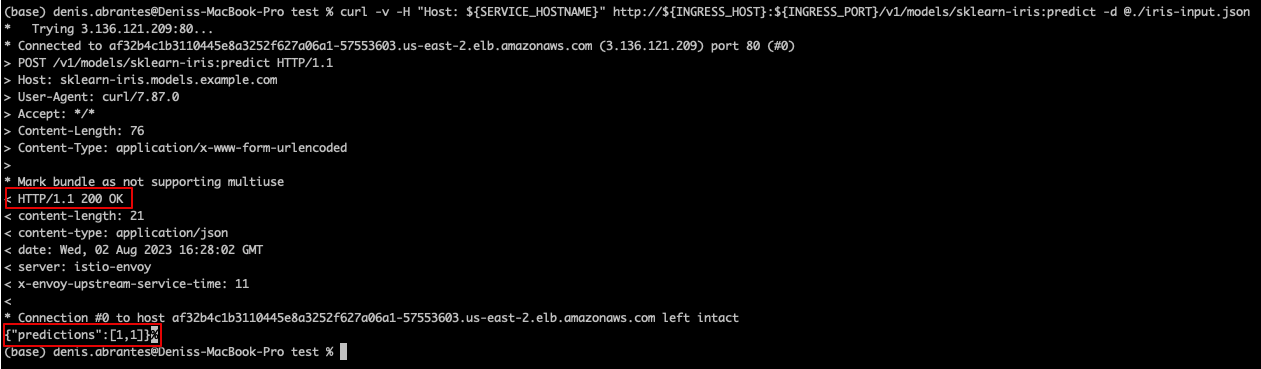 (base) denis.abrantes@Deniss-MacBook-Pro test % curl -v -H "Host: ${SERVICE_HOSTNAME}" http://${INGRESS_HOST}:${INGRESS_PORT}/v1/models/sklearn-iris:predict -d @./iris-input.json
*   Trying 3.136.121.209:80...
* Connected to af32b4c1b3110445e8a3252f627a06a1-57553603.us-east-2.elb.amazonaws.com (3.136.121.209) port 80 (#0)
> POST /v1/models/sklearn-iris:predict HTTP/1.1
> Host: sklearn-iris.models.example.com
> User-Agent: curl/7.87.0
> Accept: */*
> Content-Length: 76
> Content-Type: application/x-www-form-urlencoded
>
* Mark bundle as not supporting multiuse
< HTTP/1.1 200 OK
< content-length: 21
< content-type: application/json
< date: Wed, 02 Aug 2023 16:28:02 GMT
< server: istio-envoy
< x-envoy-upstream-service-time: 11
<
* Connection #0 to host af32b4c1b3110445e8a3252f627a06a1-57553603.us-east-2.elb.amazonaws.com left intact
{"predictions":[1,1]}%
(base) denis.abrantes@Deniss-MacBook-Pro test %